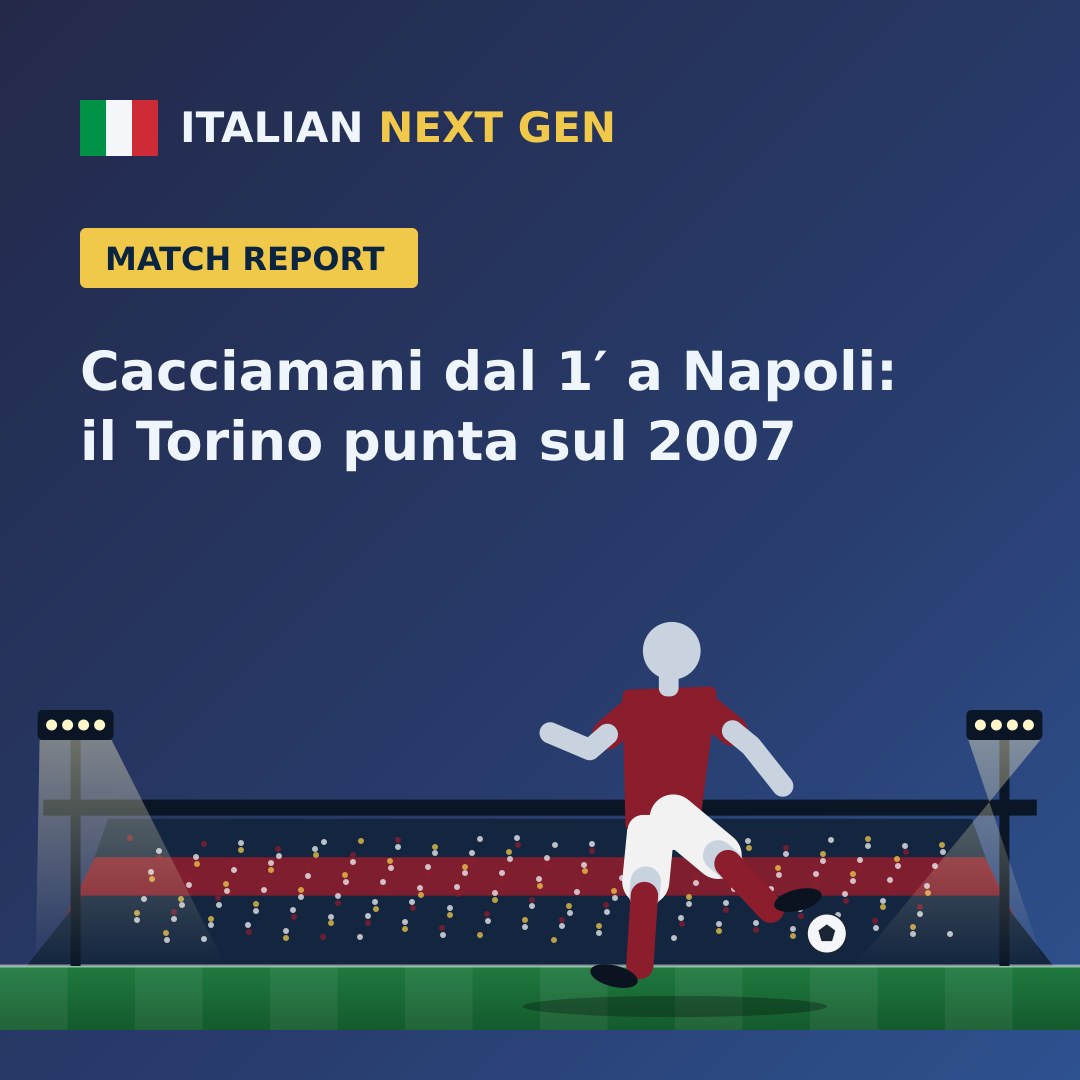 ITALIAN NEXT GEN
MATCH REPORT
Cacciamani dal 1′ a Napoli:
il Torino punta sul 2007